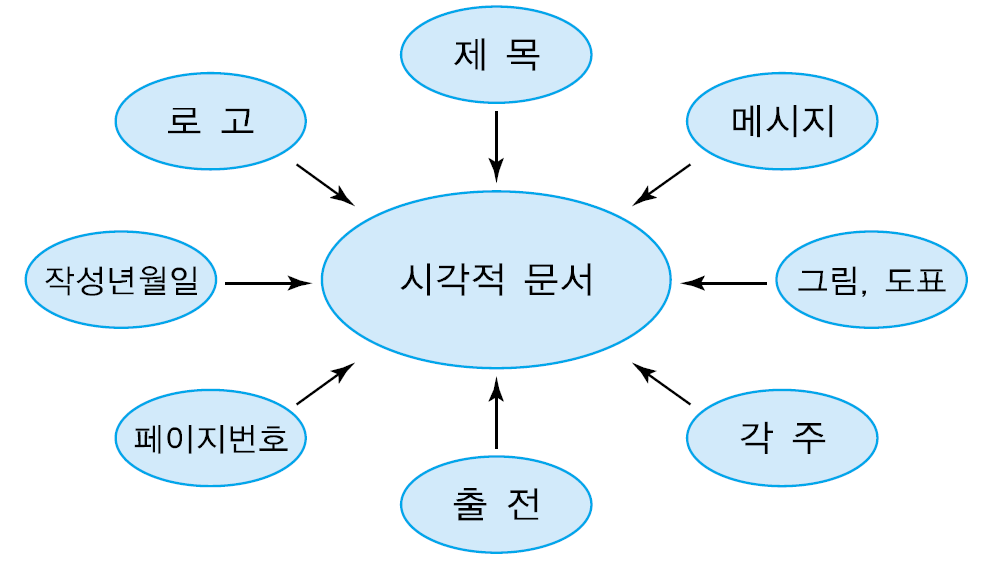 제 목
로 고
메시지
작성년월일
시각적 문서
그림, 도표
페이지번호
각 주
출 전